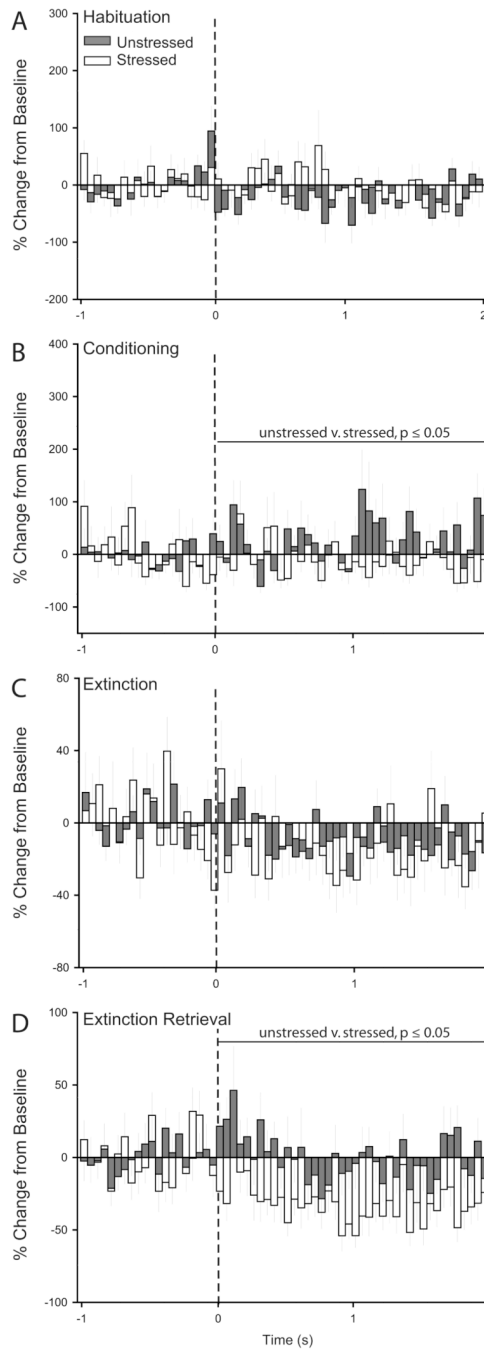 A
Habituation
Unstressed
Stressed
% Change from Baseline
300
200
100
0
-100
-200
-1
0
1
2
B
Conditioning
unstressed v. stressed, p ≤ 0.05
% Change from Baseline
400
300
200
100
0
-100
-1
0
1
C
Extinction
% Change from Baseline
80
40
0
-40
-80
-1
0
1
D
Extinction Retrieval
unstressed v. stressed, p ≤ 0.05
% Change from Baseline
100
50
0
-50
-100
-1
0
1
Time (s)